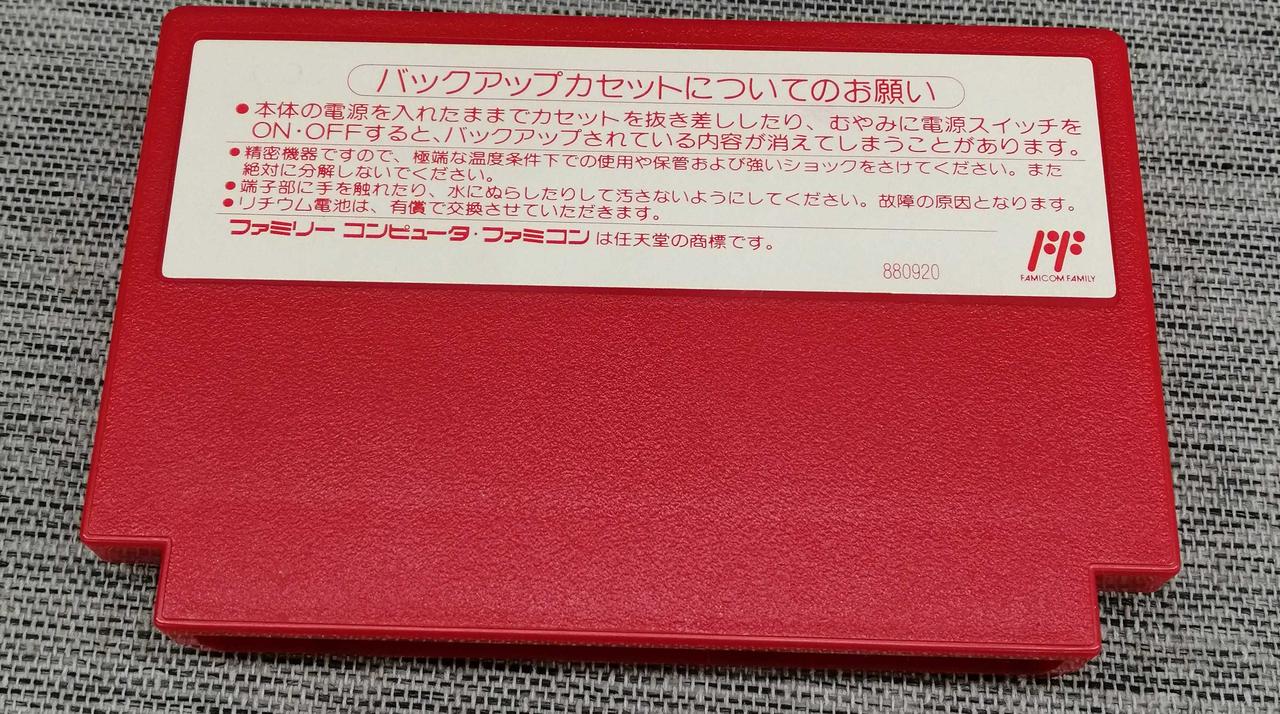 バックアップカセットについてのお願い
●本体の電源を入れたままでカセットを抜き差ししたり、むやみに電源スイッチを
ON・OFFすると、バックアップされている内容が消えてしまうことがあります。
●精密機器ですので、極端な温度条件下での使用や保管および強いショックをさけてください。また
絶対に分解しないでください。
●端子部に手を触れたり、水にぬらしたりして汚さないようにしてください。故障の原因となります。
●リチウム電池は、有償で交換させていただきます。
ファミリー コンピュータ・ファミコンは任天堂の商標です。
880920
FAMICOM FAMILY